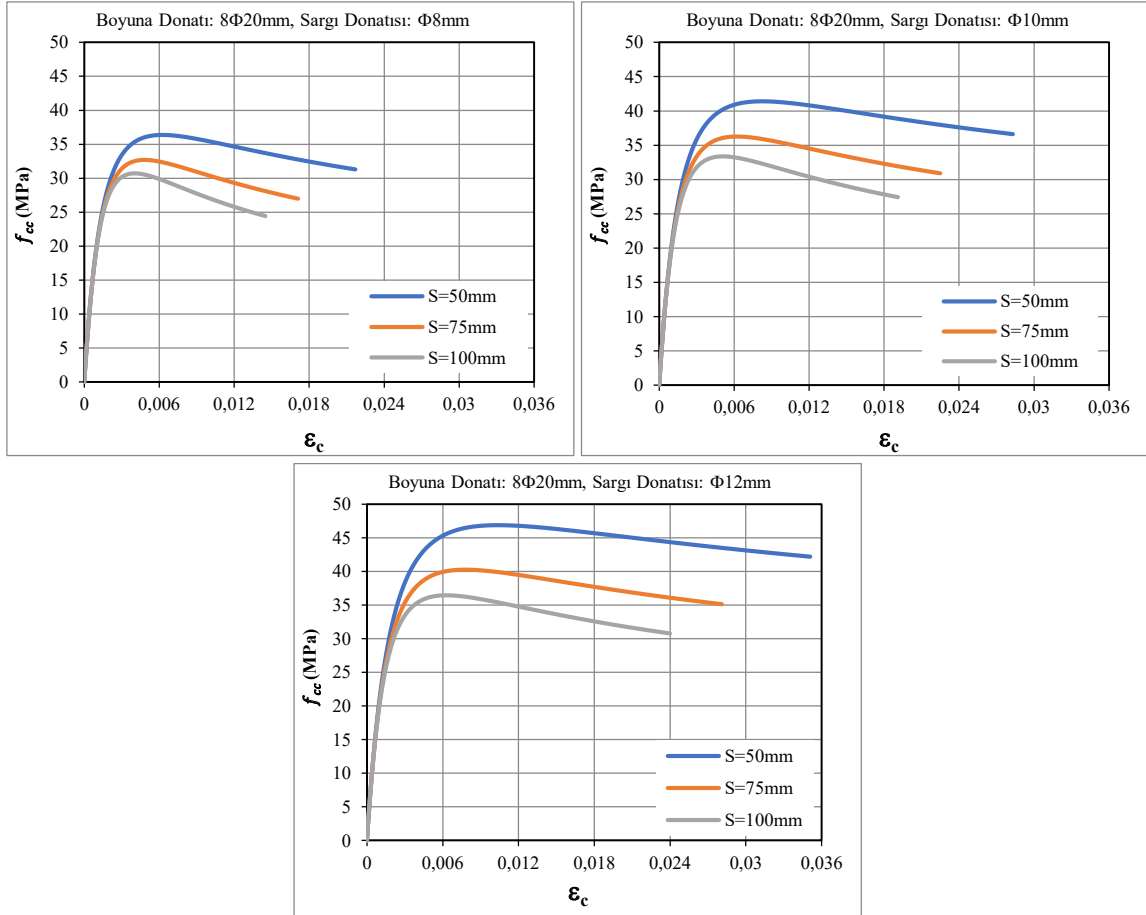 Boyuna Donatı: 8Φ20mm, Sargı Donatısı: Φ8mm
50
45
40
35
30
25
20
15
10
5
0
f_cc (MPa)
S=50mm
S=75mm
S=100mm
0 0,006 0,012 0,018 0,024 0,03 0,036
ε_c
Boyuna Donatı: 8Φ20mm, Sargı Donatısı: Φ10mm
50
45
40
35
30
25
20
15
10
5
0
f_cc (MPa)
S=50mm
S=75mm
S=100mm
0 0,006 0,012 0,018 0,024 0,03 0,036
ε_c
Boyuna Donatı: 8Φ20mm, Sargı Donatısı: Φ12mm
50
45
40
35
30
25
20
15
10
5
0
f_cc (MPa)
S=50mm
S=75mm
S=100mm
0 0,006 0,012 0,018 0,024 0,03 0,036
ε_c